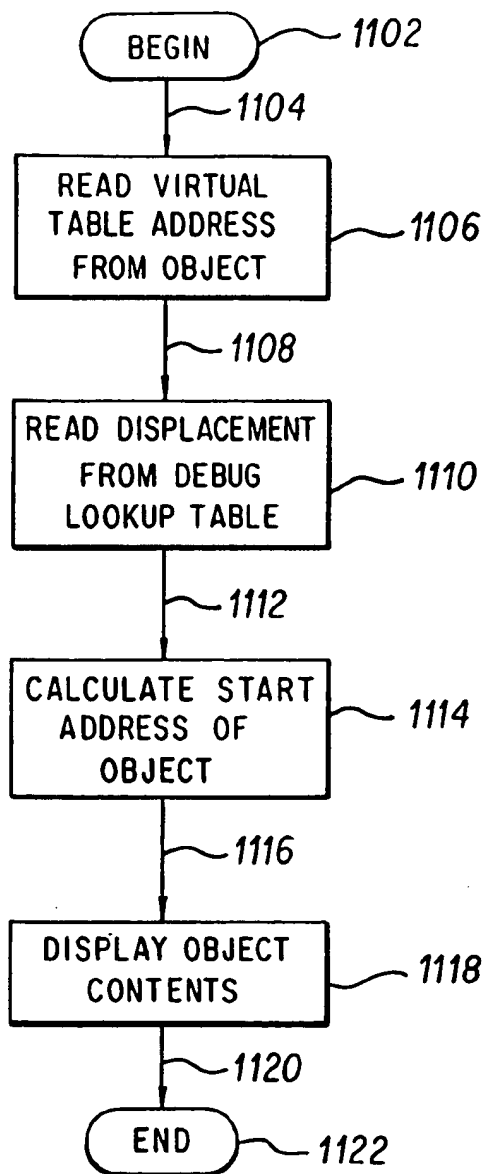 BEGIN
1102
1104
READ VIRTUAL
TABLE ADDRESS
FROM OBJECT
1106
1108
READ DISPLACEMENT
FROM DEBUG
LOOKUP TABLE
1110
1112
CALCULATE START
ADDRESS OF
OBJECT
1114
1116
DISPLAY OBJECT
CONTENTS
1118
1120
END
1122